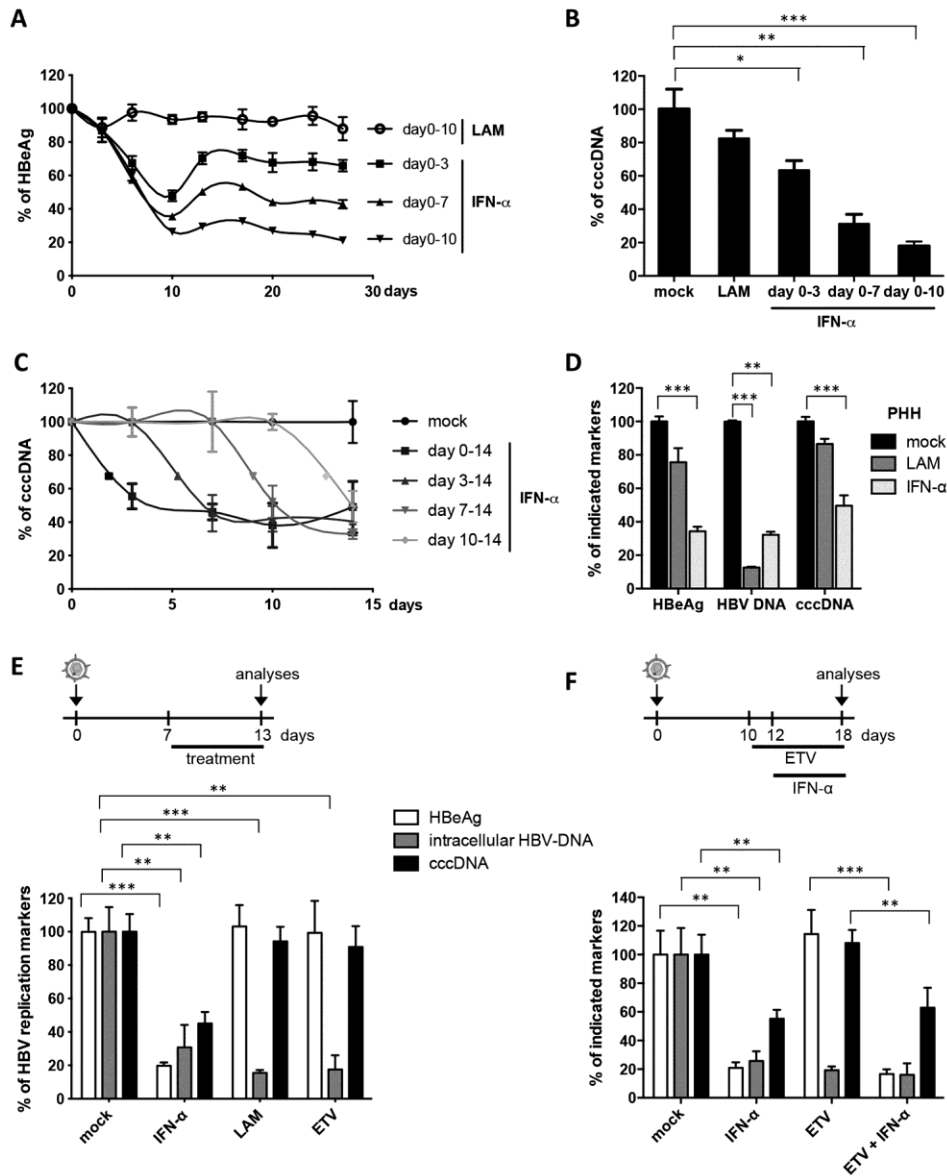 A
% of HBeAg
120
100
80
60
40
20
0
0 10 20 30 days
day0-10 LAM
day0-3
day0-7 IFN-α
day0-10
B
***
**
*
% of cccDNA
120
100
80
60
40
20
0
mock LAM day 0-3 day 0-7 day 0-10
IFN-α
C
% of cccDNA
120
100
80
60
40
20
0
0 5 10 15 days
mock
day 0-14
day 3-14
day 7-14
day 10-14
IFN-α
D
% of indicated markers
120
100
80
60
40
20
0
*** ** *** ***
HBeAg HBV DNA cccDNA
PHH
mock
LAM
IFN-α
E
analyses
0 7 13 days
treatment
**
***
**
**
***
HBeAg
intracellular HBV-DNA
cccDNA
% of HBV replication markers
120
100
80
60
40
20
0
mock IFN-α LAM ETV
F
analyses
0 10 12 18 days
ETV
IFN-α
**
**
**
***
**
% of indicated markers
140
120
100
80
60
40
20
0
mock IFN-α ETV ETV + IFN-α